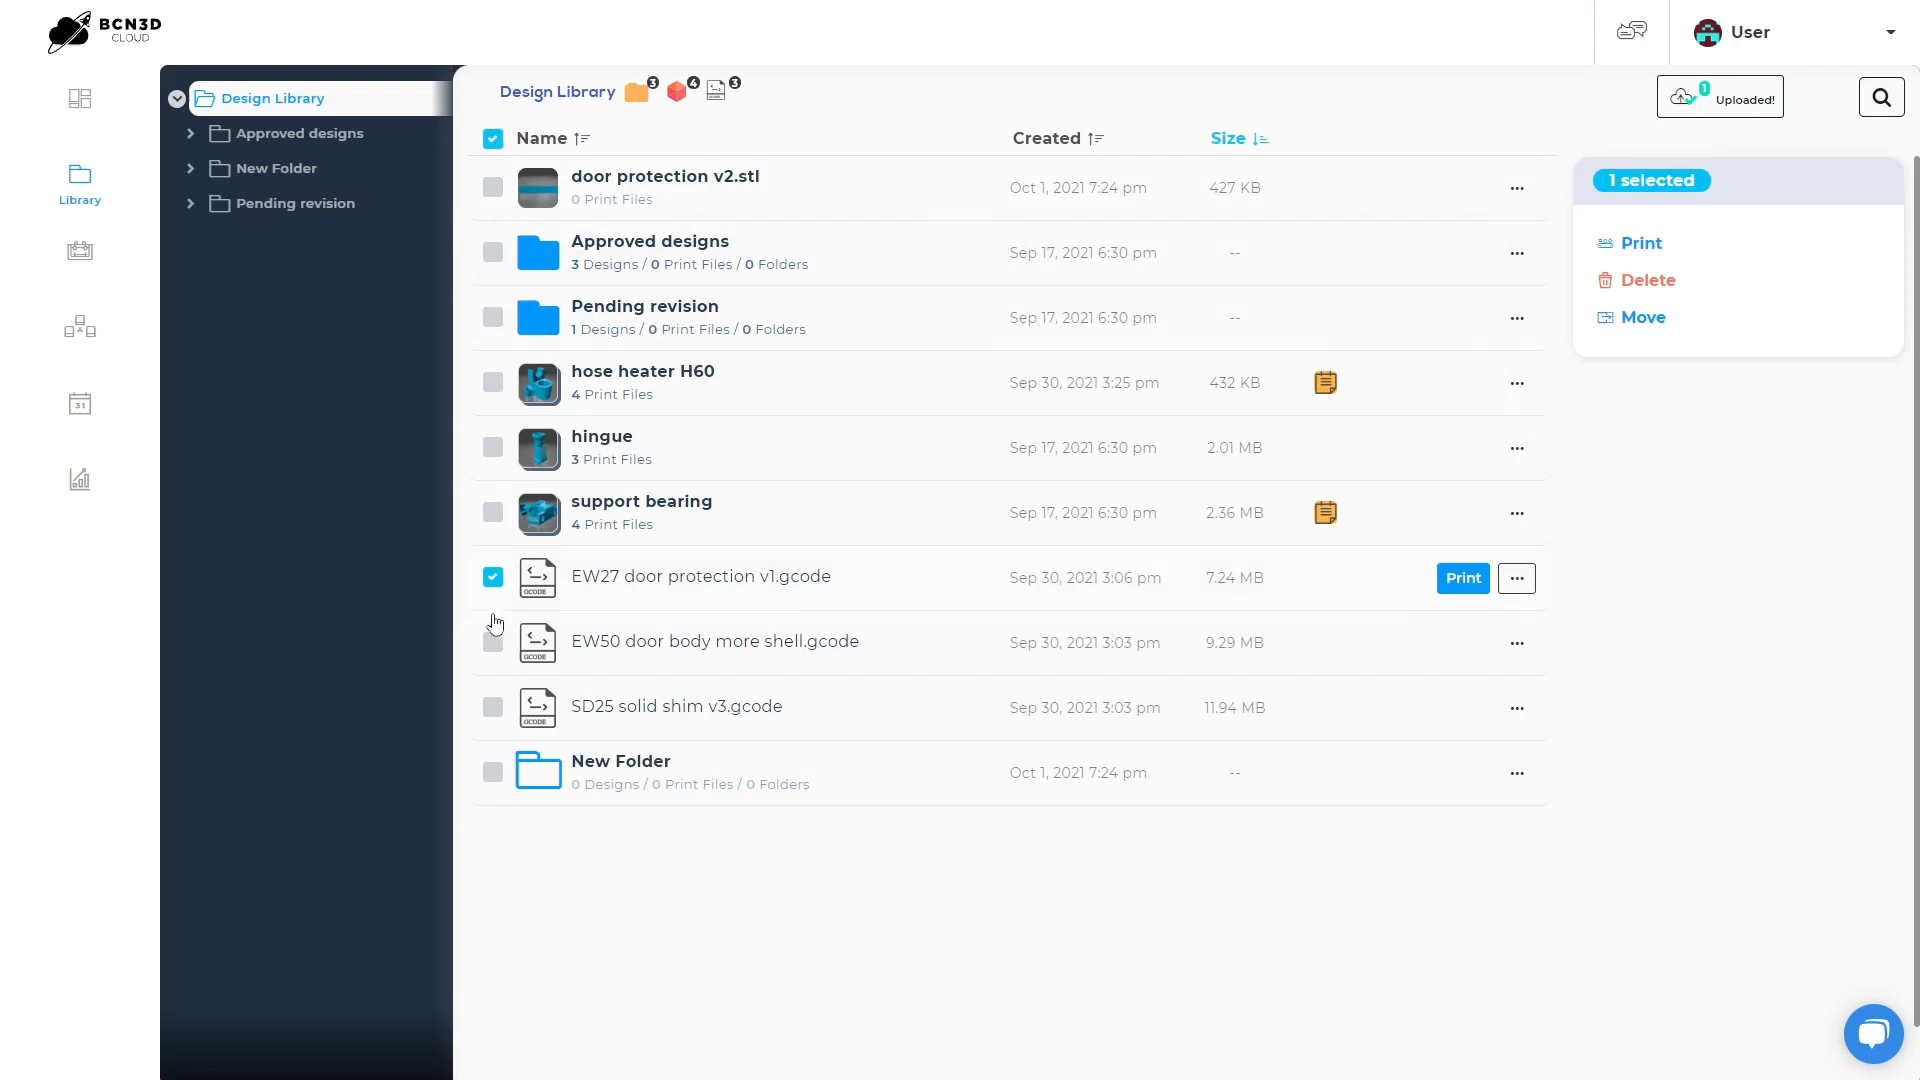 BCN3D
CLOUD
User
Library
31
Design Library
Approved designs
New Folder
Pending revision
Design Library 3 4 3
1 Uploaded!
Name Created Size
door protection v2.stl
0 Print Files
Oct 1, 2021 7:24 pm 427 KB
Approved designs
3 Designs / 0 Print Files / 0 Folders
Sep 17, 2021 6:30 pm --
Pending revision
1 Designs / 0 Print Files / 0 Folders
Sep 17, 2021 6:30 pm --
hose heater H60
4 Print Files
Sep 30, 2021 3:25 pm 432 KB
hingue
3 Print Files
Sep 17, 2021 6:30 pm 2.01 MB
support bearing
4 Print Files
Sep 17, 2021 6:30 pm 2.36 MB
GCODE
EW27 door protection v1.gcode Sep 30, 2021 3:06 pm 7.24 MB Print
GCODE
EW50 door body more shell.gcode Sep 30, 2021 3:03 pm 9.29 MB
GCODE
SD25 solid shim v3.gcode Sep 30, 2021 3:03 pm 11.94 MB
New Folder
0 Designs / 0 Print Files / 0 Folders
Oct 1, 2021 7:24 pm --
1 selected
Print
Delete
Move